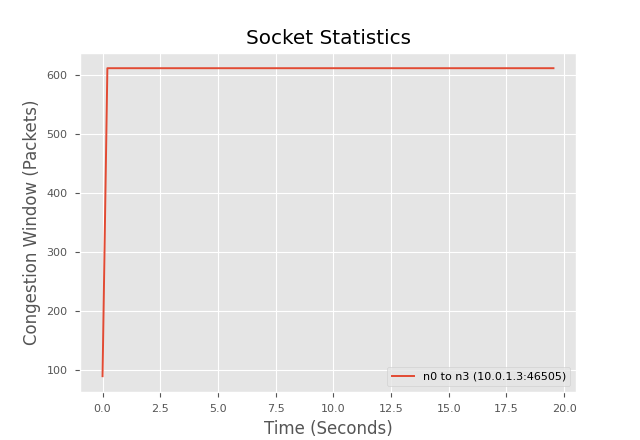 Socket Statistics
600
500
400
300
200
100
Congestion Window (Packets)
n0 to n3 (10.0.1.3:46505)
0.0 2.5 5.0 7.5 10.0 12.5 15.0 17.5 20.0
Time (Seconds)